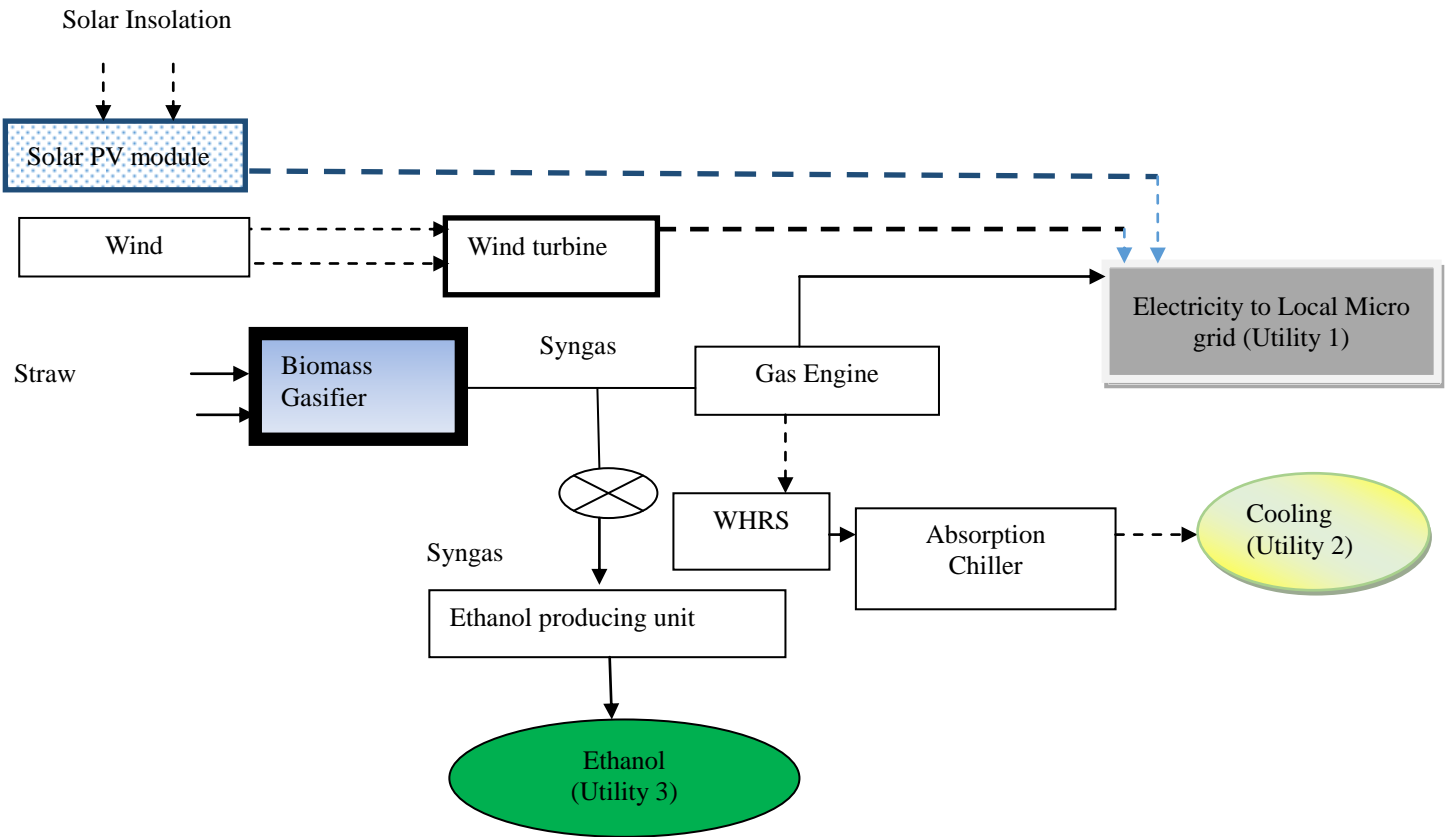 Solar Insolation
Solar PV module
Wind
Wind turbine
Electricity to Local Micro
grid (Utility 1)
Straw
Biomass
Gasifier
Syngas
Gas Engine
WHRS
Absorption
Chiller
Cooling
(Utility 2)
Syngas
Ethanol producing unit
Ethanol
(Utility 3)